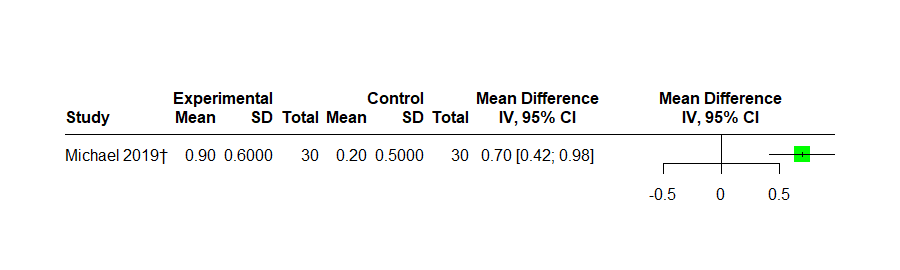 Experimental Control Mean Difference Mean Difference
Study Mean SD Total Mean SD Total IV, 95% CI IV, 95% CI
Michael 2019† 0.90 0.6000 30 0.20 0.5000 30 0.70 [0.42; 0.98]
-0.5 0 0.5